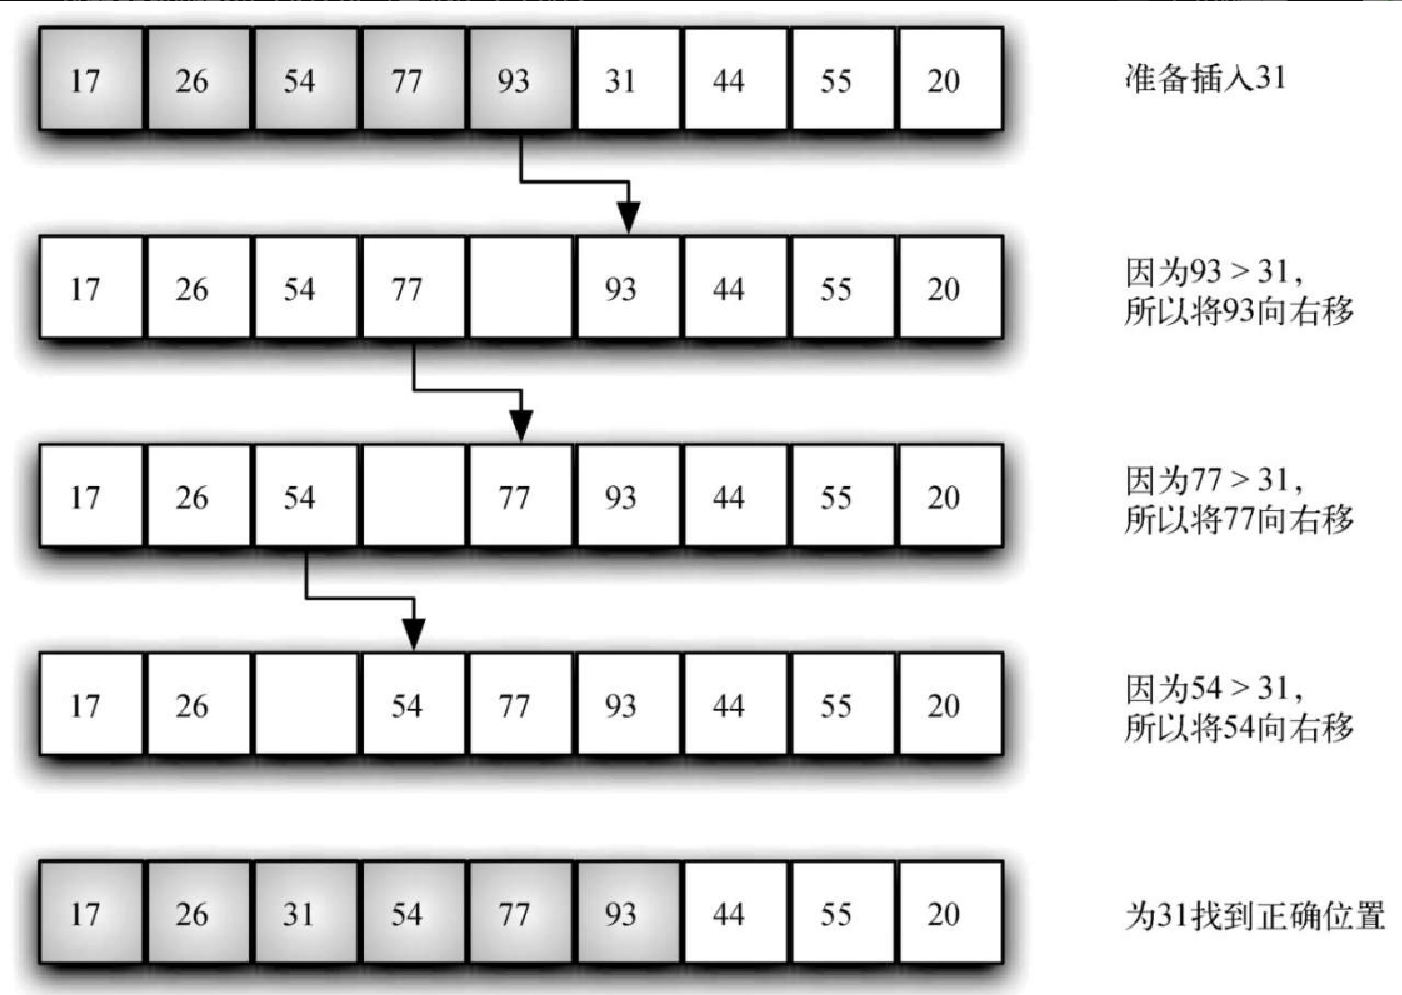 17 26 54 77 93 31 44 55 20 准备插入31
17 26 54 77 93 44 55 20 因为93 > 31，
所以将93向右移
17 26 54 77 93 44 55 20 因为77 > 31，
所以将77向右移
17 26 54 77 93 44 55 20 因为54 > 31，
所以将54向右移
17 26 31 54 77 93 44 55 20 为31找到正确位置